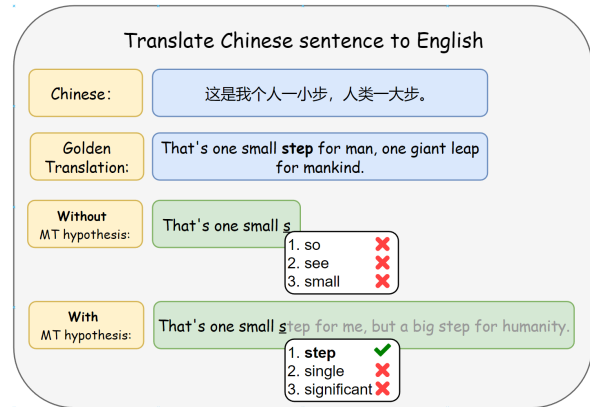 Translate Chinese sentence to English
Chinese:
这是我个人一小步，人类一大步。
Golden
Translation:
That's one small step for man, one giant leap
for mankind.
Without
MT hypothesis:
That's one small s
1. so
2. see
3. small
With
MT hypothesis:
That's one small step for me, but a big step for humanity.
1. step
2. single
3. significant